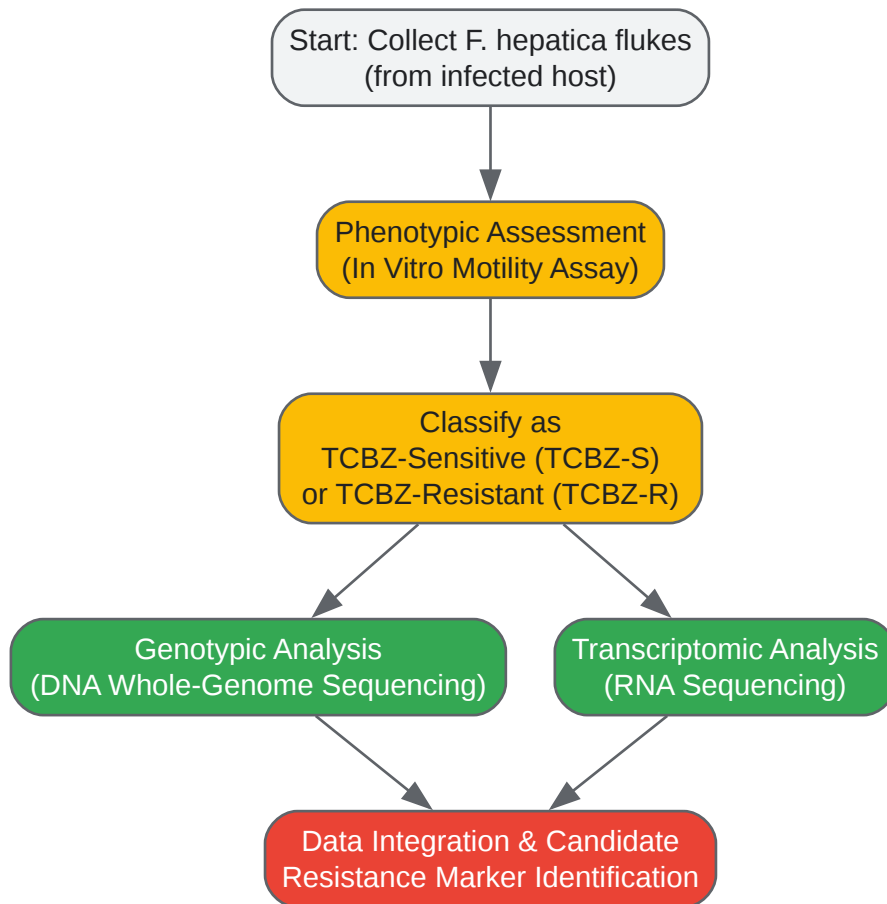 Start: Collect F. hepatica flukes
(from infected host)
Phenotypic Assessment
(In Vitro Motility Assay)
Classify as
TCBZ-Sensitive (TCBZ-S)
or TCBZ-Resistant (TCBZ-R)
Genotypic Analysis
(DNA Whole-Genome Sequencing)
Transcriptomic Analysis
(RNA Sequencing)
Data Integration & Candidate
Resistance Marker Identification